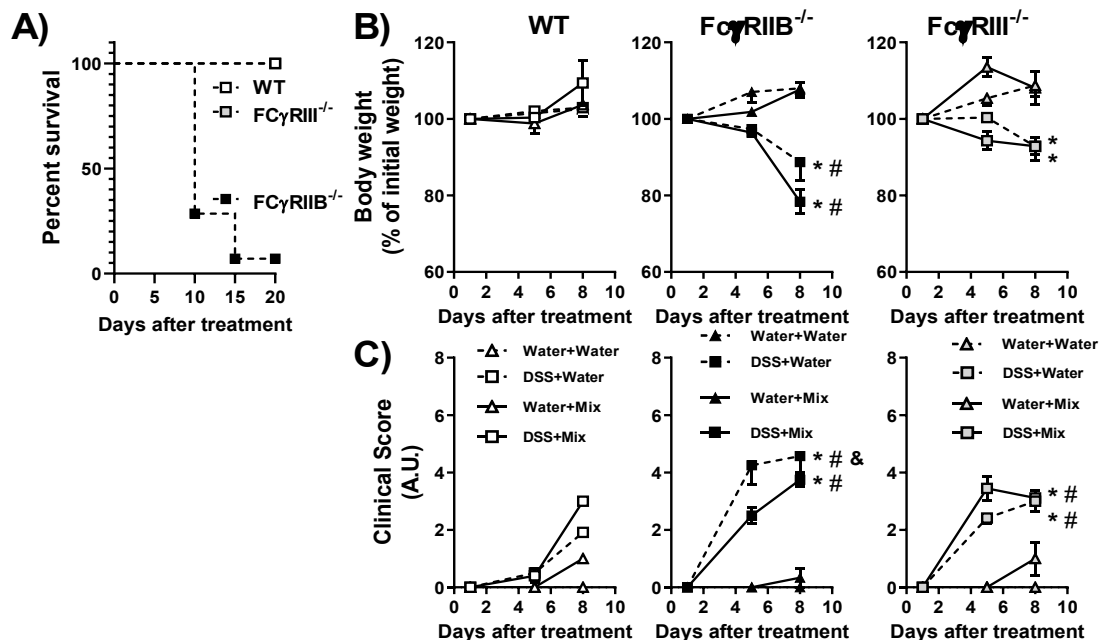 A)
Percent survival
100
50
0
0 5 10 15 20
Days after treatment
WT
FCγRIII-/-
FCγRIIB-/-
B)
Body weight
(% of initial weight)
WT
120
100
80
60
0 2 4 6 8 10
Days after treatment
FcγRIIB-/-
120
100
80
60
* #
* #
0 2 4 6 8 10
Days after treatment
FcγRIII-/-
120
100
80
60
*
*
0 2 4 6 8 10
Days after treatment
C)
Clinical Score
(A.U.)
8
6
4
2
0
Water+Water
DSS+Water
Water+Mix
DSS+Mix
0 2 4 6 8 10
Days after treatment
8
6
4
2
0
Water+Water
DSS+Water
Water+Mix
DSS+Mix
* # &
* #
0 2 4 6 8 10
Days after treatment
8
6
4
2
0
Water+Water
DSS+Water
Water+Mix
DSS+Mix
* #
* #
0 2 4 6 8 10
Days after treatment